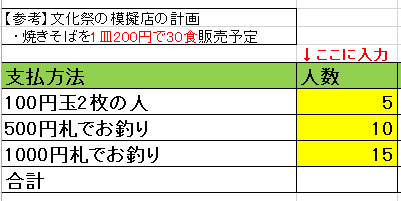 【参考】文化祭の模擬店の計画
・焼きそばを1皿200円で30食販売予定
↓ここに入力
支払方法 人数
100円玉2枚の人 5
500円札でお釣り 10
1000円札でお釣り 15
合計